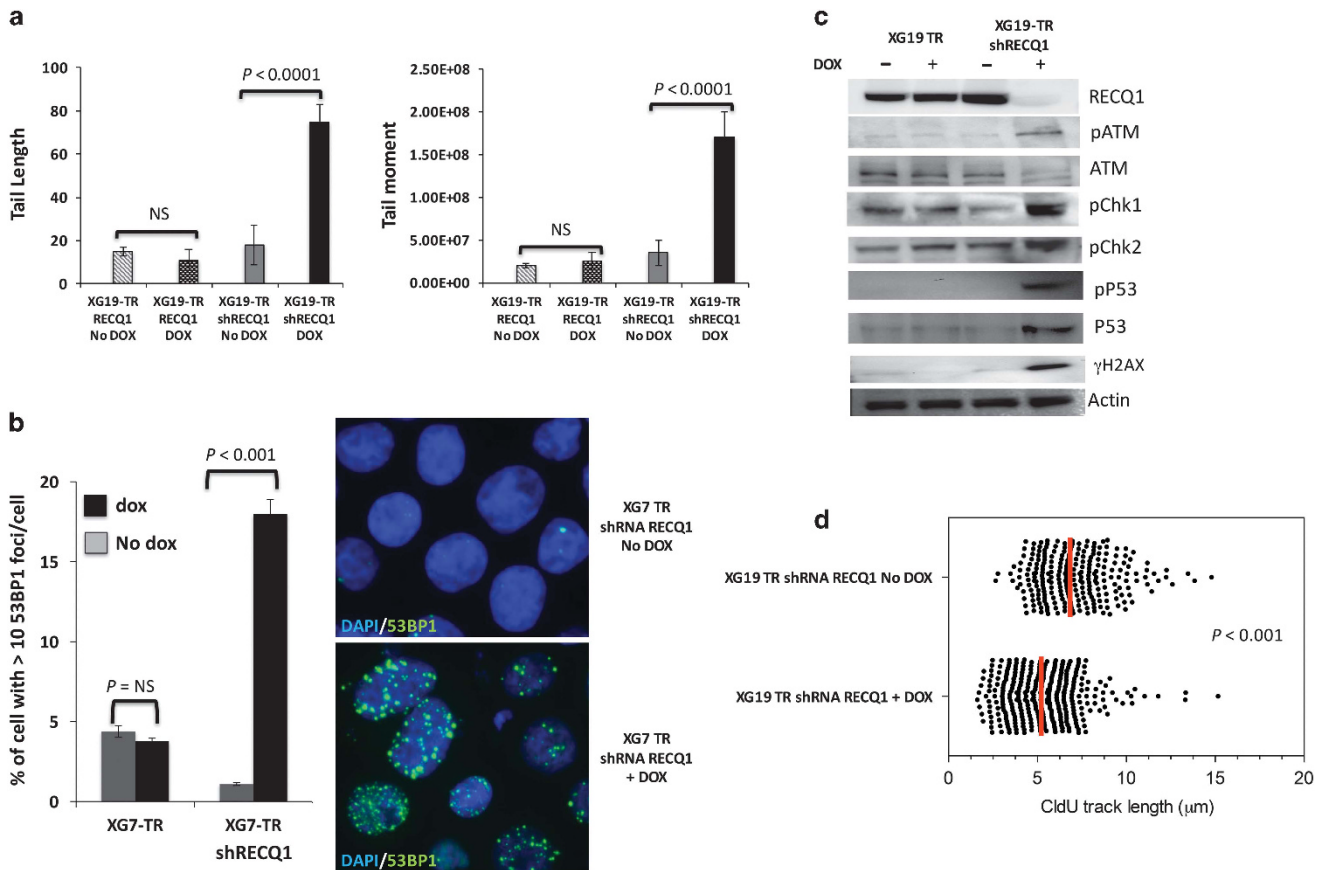 a
100
80
60
40
20
0
Tail Length
NS
P < 0.0001
XG19-TR
RECQ1
No DOX
XG19-TR
RECQ1
DOX
XG19-TR
shRECQ1
No DOX
XG19-TR
shRECQ1
DOX
2.50E+08
2.00E+08
1.50E+08
1.00E+08
5.00E+07
0.00E+00
Tail moment
NS
P < 0.0001
XG19-TR
RECQ1
No DOX
XG19-TR
RECQ1
DOX
XG19-TR
shRECQ1
No DOX
XG19-TR
shRECQ1
DOX
b
20
15
10
5
0
% of cell with > 10 53BP1 foci/cell
dox
No dox
P = NS
P < 0.001
XG7-TR
XG7-TR
shRECQ1
DAPI/53BP1
XG7 TR
shRNA RECQ1
No DOX
DAPI/53BP1
XG7 TR
shRNA RECQ1
+ DOX
c
XG19 TR
XG19-TR
shRECQ1
DOX – + – +
RECQ1
pATM
ATM
pChk1
pChk2
pP53
P53
γH2AX
Actin
d
XG19 TR shRNA RECQ1 No DOX
P < 0.001
XG19 TR shRNA RECQ1 + DOX
0 5 10 15 20
CldU track length (μm)